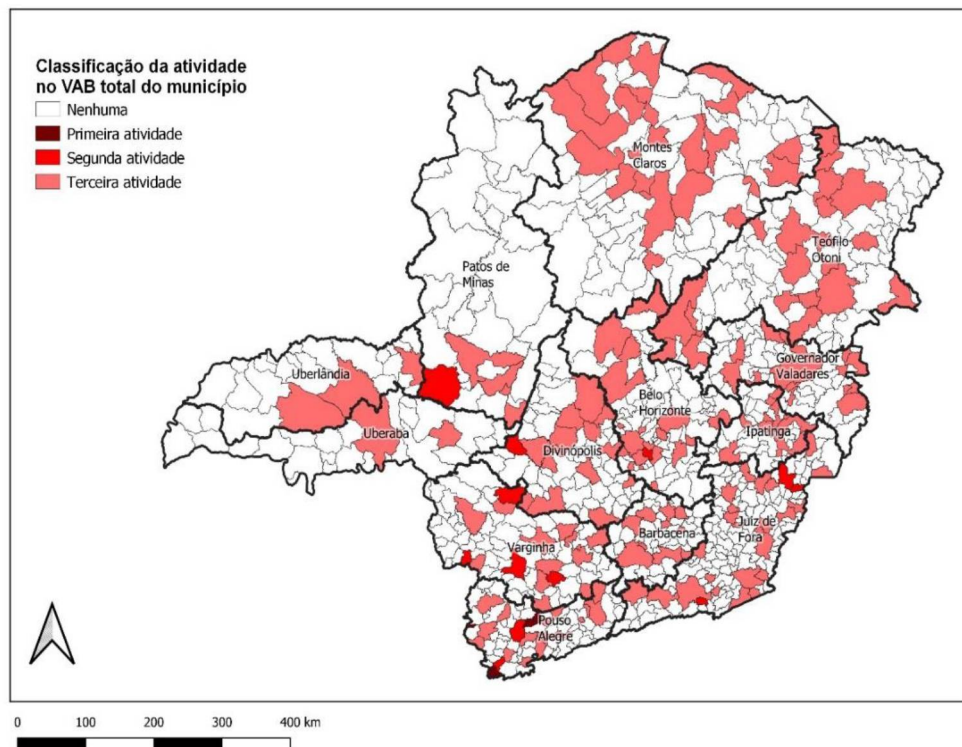 Classificação da atividade
no VAB total do município
Nenhuma
Primeira atividade
Segunda atividade
Terceira atividade
Montes
Claros
Teófilo
Otoni
Patos de
Minas
Governador
Valadares
Uberlândia
Belo
Horizonte
Uberaba
Ipatinga
Divinópolis
Juiz de
Fora
Barbacena
Varginha
Pouso
Alegre
0 100 200 300 400 km